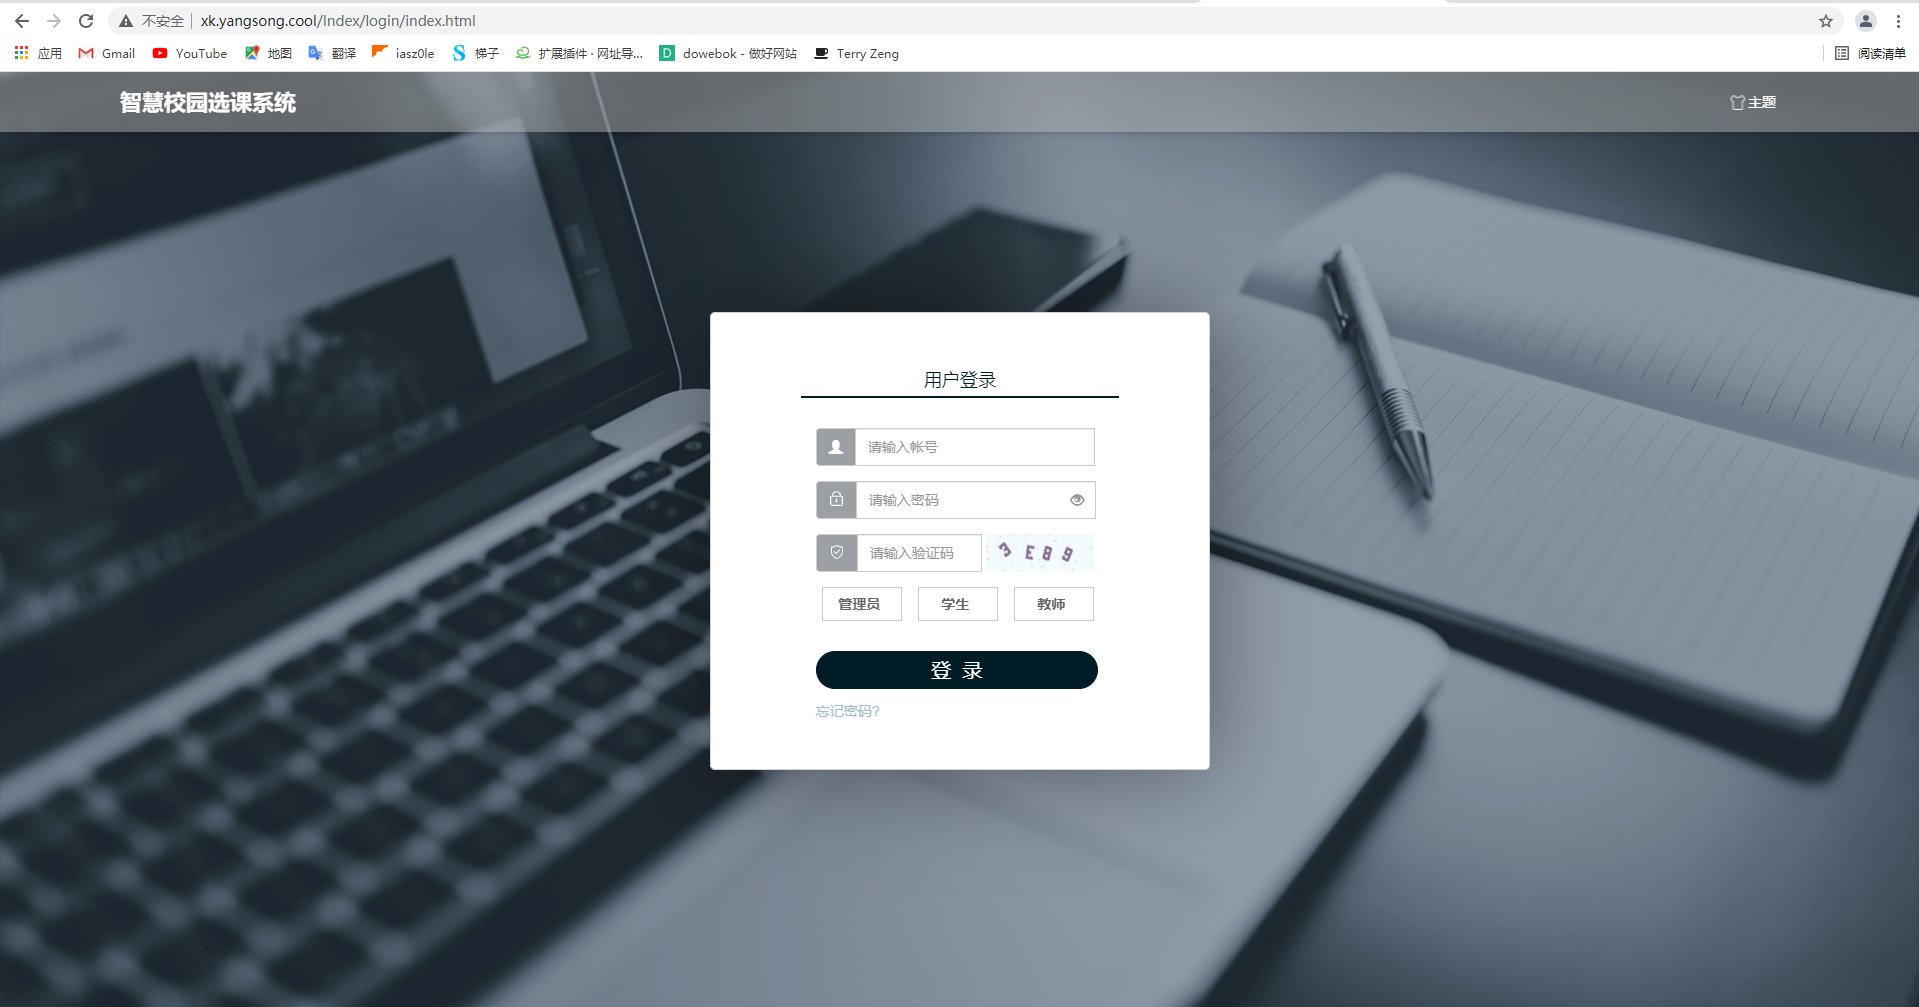 不安全 xk.yangsong.cool/Index/login/index.html
应用 Gmail YouTube 地图 翻译 iasz0le 梯子 扩展插件 · 网址导... dowebok - 做好网站 Terry Zeng 阅读清单
智慧校园选课系统 主题
用户登录
请输入帐号
请输入密码
请输入验证码 3 E 8 9
管理员 学生 教师
登 录
忘记密码?